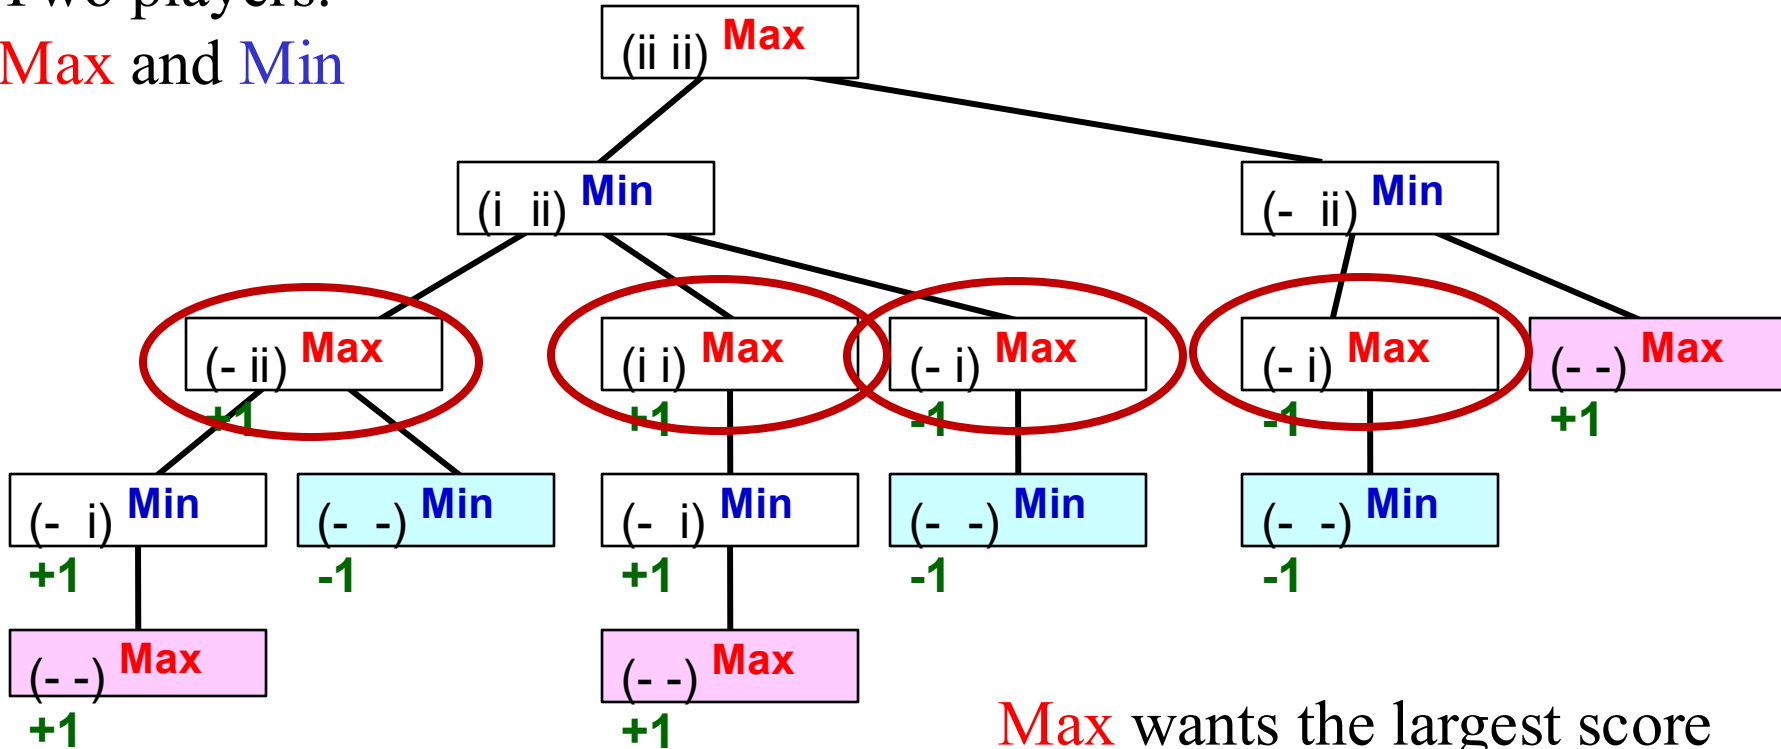 Two players:
Max and Min
(ii ii) Max
(i ii) Min
(- ii) Min
(- ii) Max
(i i) Max
(- i) Max
(- i) Max
(- -) Max
+1
+1
-1
-1
+1
(- i) Min
(- -) Min
(- i) Min
(- -) Min
(- -) Min
+1
-1
+1
-1
-1
(- -) Max
(- -) Max
+1
+1
Max wants the largest score